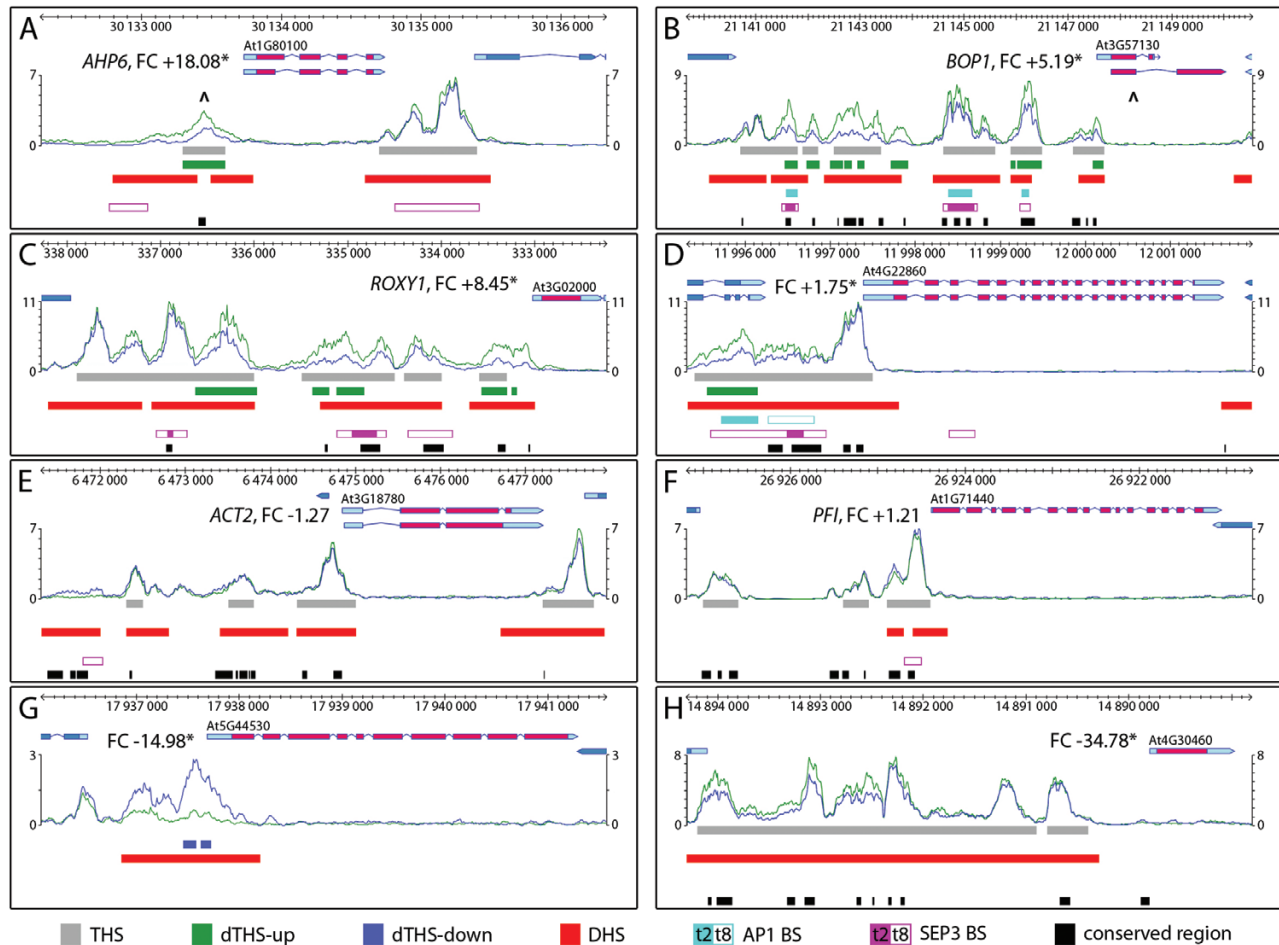 A
30 133 000 30 134 000 30 135 000 30 136 000
At1G80100
AHP6, FC +18.08*
7 7
^
0 0
B
21 141 000 21 143 000 21 145 000 21 147 000 21 149 000
At3G57130
BOP1, FC +5.19*
9 9
^
0 0
C
338 000 337 000 336 000 335 000 334 000 333 000
ROXY1, FC +8.45*
At3G02000
11 11
0 0
D
11 996 000 11 997 000 11 998 000 11 999 000 12 000 000 12 001 000
At4G22860
FC +1.75*
11 11
0 0
E
6 472 000 6 473 000 6 474 000 6 475 000 6 476 000 6 477 000
At3G18780
ACT2, FC -1.27
7 7
0 0
F
26 926 000 26 924 000 26 922 000
At1G71440
PFI, FC +1.21
7 7
0 0
G
17 937 000 17 938 000 17 939 000 17 940 000 17 941 000
At5G44530
FC -14.98*
3 3
0 0
H
14 894 000 14 893 000 14 892 000 14 891 000 14 890 000
FC -34.78*
At4G30460
8 8
0 0
THS dTHS-up dTHS-down DHS t2 t8 AP1 BS t2 t8 SEP3 BS conserved region